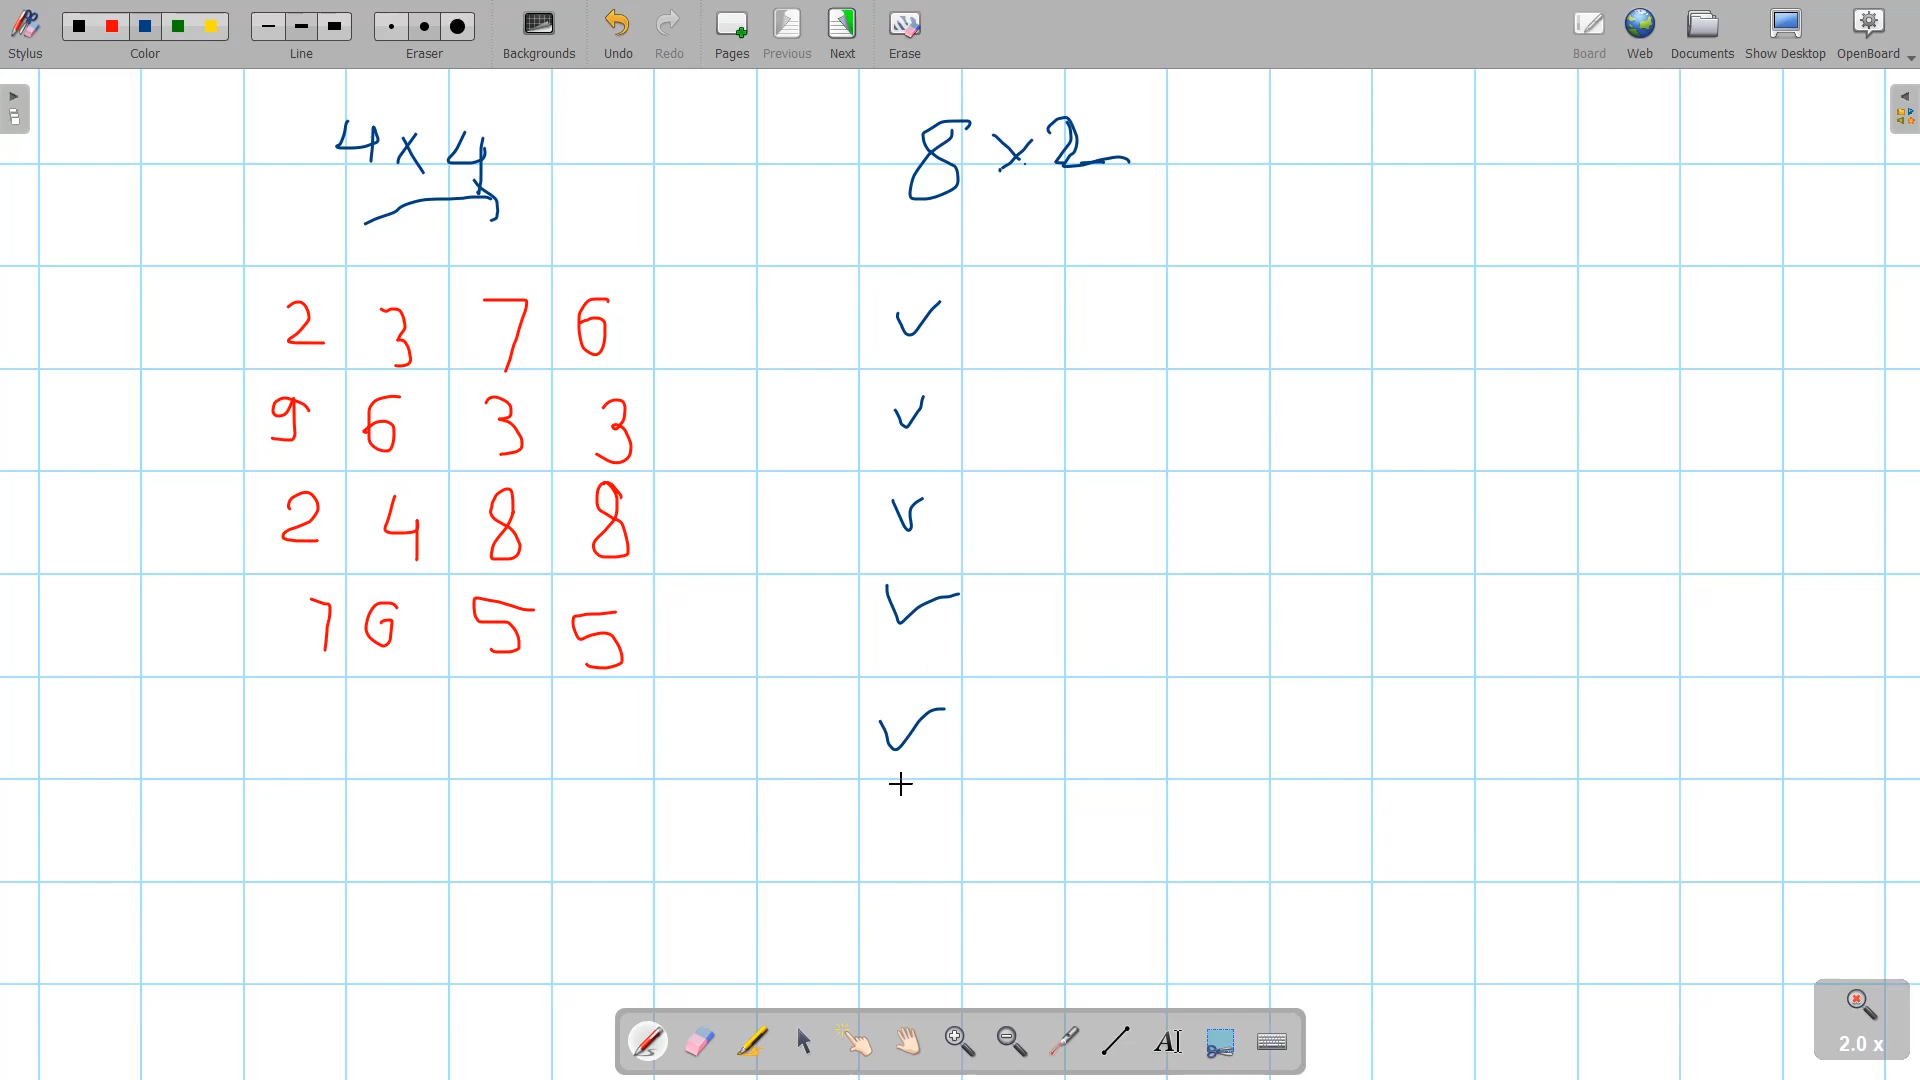 Stylus Color Line Eraser Backgrounds Undo Redo Pages Previous Next Erase Board Web Documents Show Desktop OpenBoard
4 x 4 8 x 2
2 3 7 6 ✓
9 6 3 3 ✓
2 4 8 8 ✓
7 6 5 5 ✓
✓
2.0 x